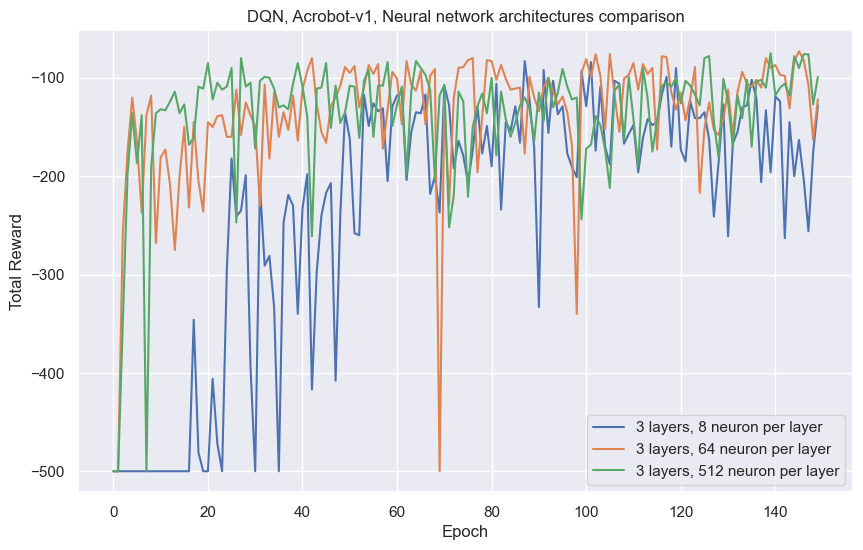 DQN, Acrobot-v1, Neural network architectures comparison
Total Reward
−100
−200
−300
−400
−500
3 layers, 8 neuron per layer
3 layers, 64 neuron per layer
3 layers, 512 neuron per layer
0 20 40 60 80 100 120 140
Epoch